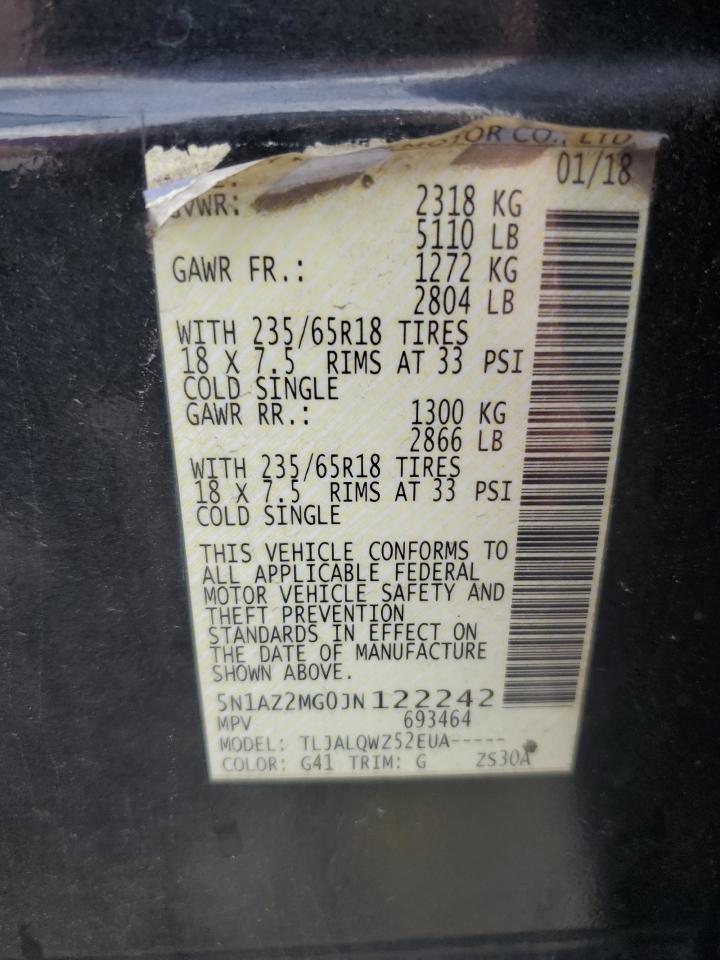 MOTOR CO., LTD.
01/18
GVWR: 2318 KG
5110 LB
GAWR FR.: 1272 KG
2804 LB
WITH 235/65R18 TIRES
18 X 7.5 RIMS AT 33 PSI
COLD SINGLE
GAWR RR.: 1300 KG
2866 LB
WITH 235/65R18 TIRES
18 X 7.5 RIMS AT 33 PSI
COLD SINGLE
THIS VEHICLE CONFORMS TO
ALL APPLICABLE FEDERAL
MOTOR VEHICLE SAFETY AND
THEFT PREVENTION
STANDARDS IN EFFECT ON
THE DATE OF MANUFACTURE
SHOWN ABOVE.
5N1AZ2MG0JN122242
MPV 693464
MODEL: TLJALQWZ52EUA-----
COLOR: G41 TRIM: G ZS30A